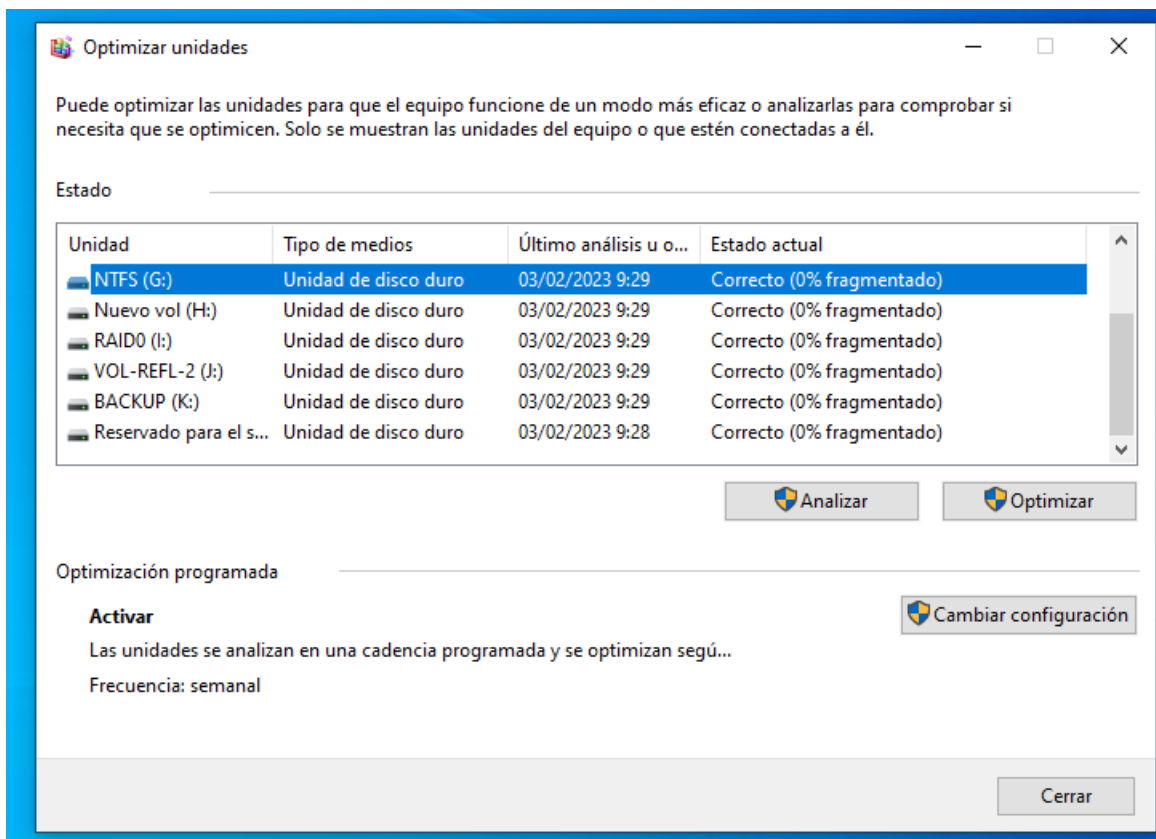 Optimizar unidades
Puede optimizar las unidades para que el equipo funcione de un modo más eficaz o analizarlas para comprobar si
necesita que se optimicen. Solo se muestran las unidades del equipo o que estén conectadas a él.
Estado
Unidad Tipo de medios Último análisis u o... Estado actual
NTFS (G:) Unidad de disco duro 03/02/2023 9:29 Correcto (0% fragmentado)
Nuevo vol (H:) Unidad de disco duro 03/02/2023 9:29 Correcto (0% fragmentado)
RAID0 (I:) Unidad de disco duro 03/02/2023 9:29 Correcto (0% fragmentado)
VOL-REFL-2 (J:) Unidad de disco duro 03/02/2023 9:29 Correcto (0% fragmentado)
BACKUP (K:) Unidad de disco duro 03/02/2023 9:29 Correcto (0% fragmentado)
Reservado para el s... Unidad de disco duro 03/02/2023 9:28 Correcto (0% fragmentado)
Analizar Optimizar
Optimización programada
Activar Cambiar configuración
Las unidades se analizan en una cadencia programada y se optimizan segú...
Frecuencia: semanal
Cerrar